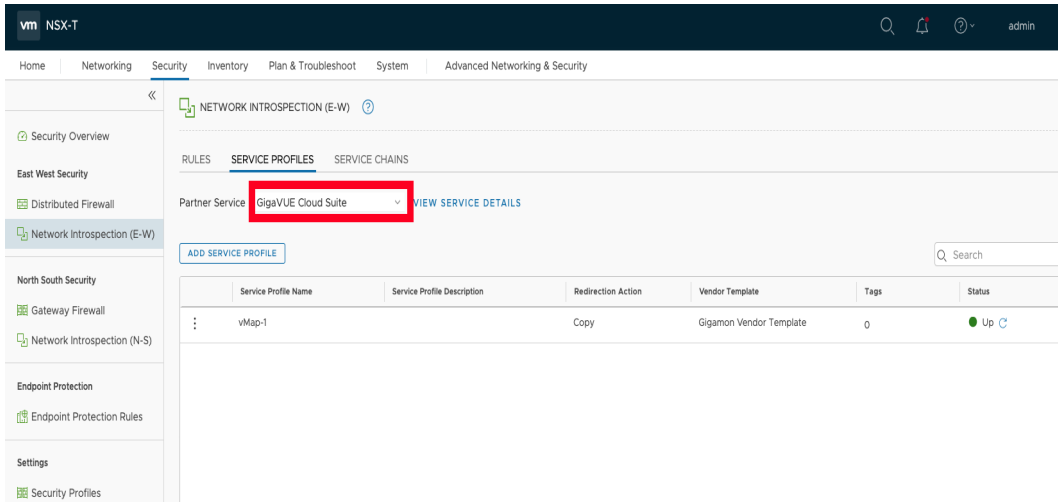 vm NSX-T admin
Home Networking Security Inventory Plan & Troubleshoot System Advanced Networking & Security
NETWORK INTROSPECTION (E-W)
Security Overview
RULES SERVICE PROFILES SERVICE CHAINS
East West Security
Partner Service GigaVUE Cloud Suite VIEW SERVICE DETAILS
Distributed Firewall
Network Introspection (E-W)
ADD SERVICE PROFILE Search
North South Security
Service Profile Name Service Profile Description Redirection Action Vendor Template Tags Status
Gateway Firewall
vMap-1 Copy Gigamon Vendor Template 0 Up
Network Introspection (N-S)
Endpoint Protection
Endpoint Protection Rules
Settings
Security Profiles